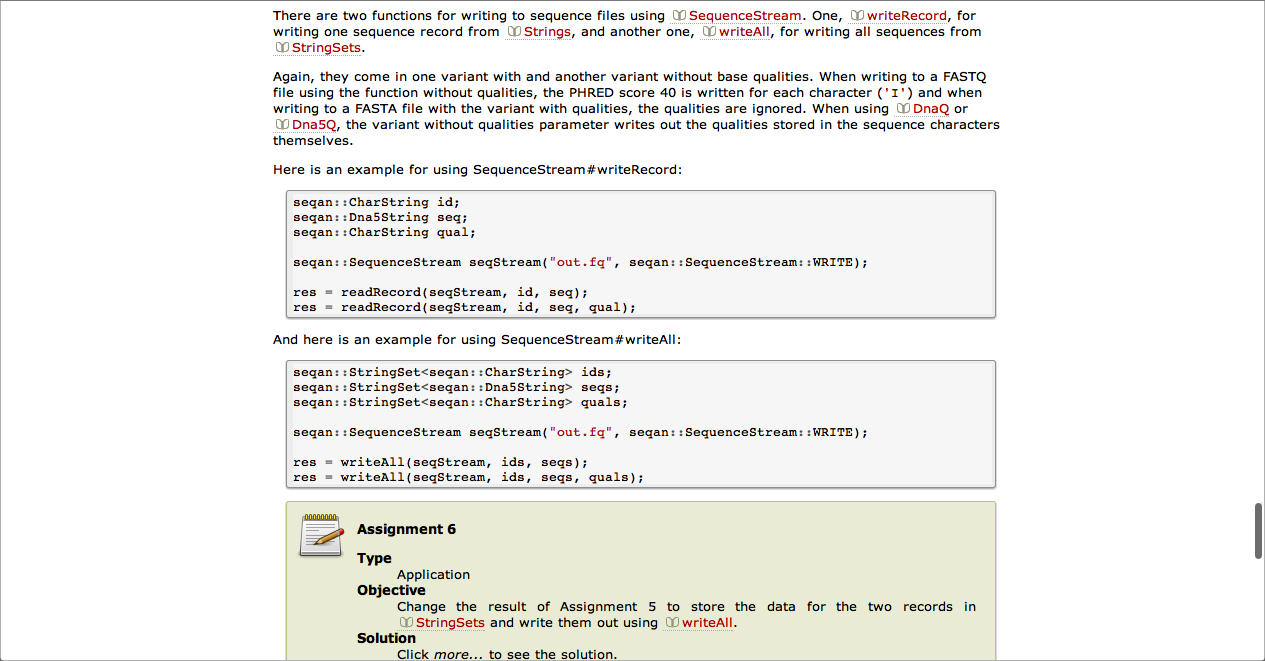 There are two functions for writing to sequence files using SequenceStream. One, writeRecord, for
writing one sequence record from Strings, and another one, writeAll, for writing all sequences from
StringSets.
Again, they come in one variant with and another variant without base qualities. When writing to a FASTQ
file using the function without qualities, the PHRED score 40 is written for each character ('I') and when
writing to a FASTA file with the variant with qualities, the qualities are ignored. When using DnaQ or
Dna5Q, the variant without qualities parameter writes out the qualities stored in the sequence characters
themselves.
Here is an example for using SequenceStream#writeRecord:
seqan::CharString id;
seqan::Dna5String seq;
seqan::CharString qual;
seqan::SequenceStream seqStream("out.fq", seqan::SequenceStream::WRITE);
res = readRecord(seqStream, id, seq);
res = readRecord(seqStream, id, seq, qual);
And here is an example for using SequenceStream#writeAll:
seqan::StringSet<seqan::CharString> ids;
seqan::StringSet<seqan::Dna5String> seqs;
seqan::StringSet<seqan::CharString> quals;
seqan::SequenceStream seqStream("out.fq", seqan::SequenceStream::WRITE);
res = writeAll(seqStream, ids, seqs);
res = writeAll(seqStream, ids, seqs, quals);
Assignment 6
Type
Application
Objective
Change the result of Assignment 5 to store the data for the two records in
StringSets and write them out using writeAll.
Solution
Click more... to see the solution.